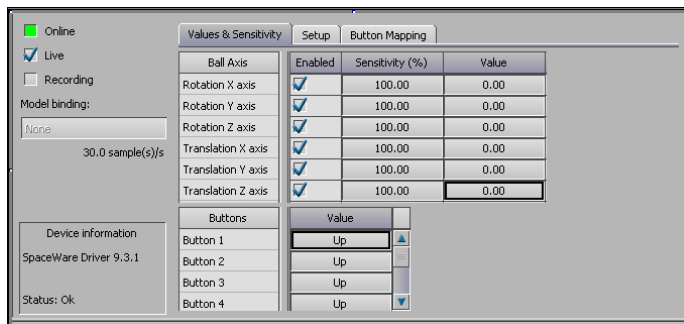 Online
Live
Recording
Model binding:
None
30.0 sample(s)/s
Device information
SpaceWare Driver 9.3.1
Status: Ok
Values & Sensitivity Setup Button Mapping
Ball Axis Enabled Sensitivity (%) Value
Rotation X axis 100.00 0.00
Rotation Y axis 100.00 0.00
Rotation Z axis 100.00 0.00
Translation X axis 100.00 0.00
Translation Y axis 100.00 0.00
Translation Z axis 100.00 0.00
Buttons Value
Button 1 Up
Button 2 Up
Button 3 Up
Button 4 Up